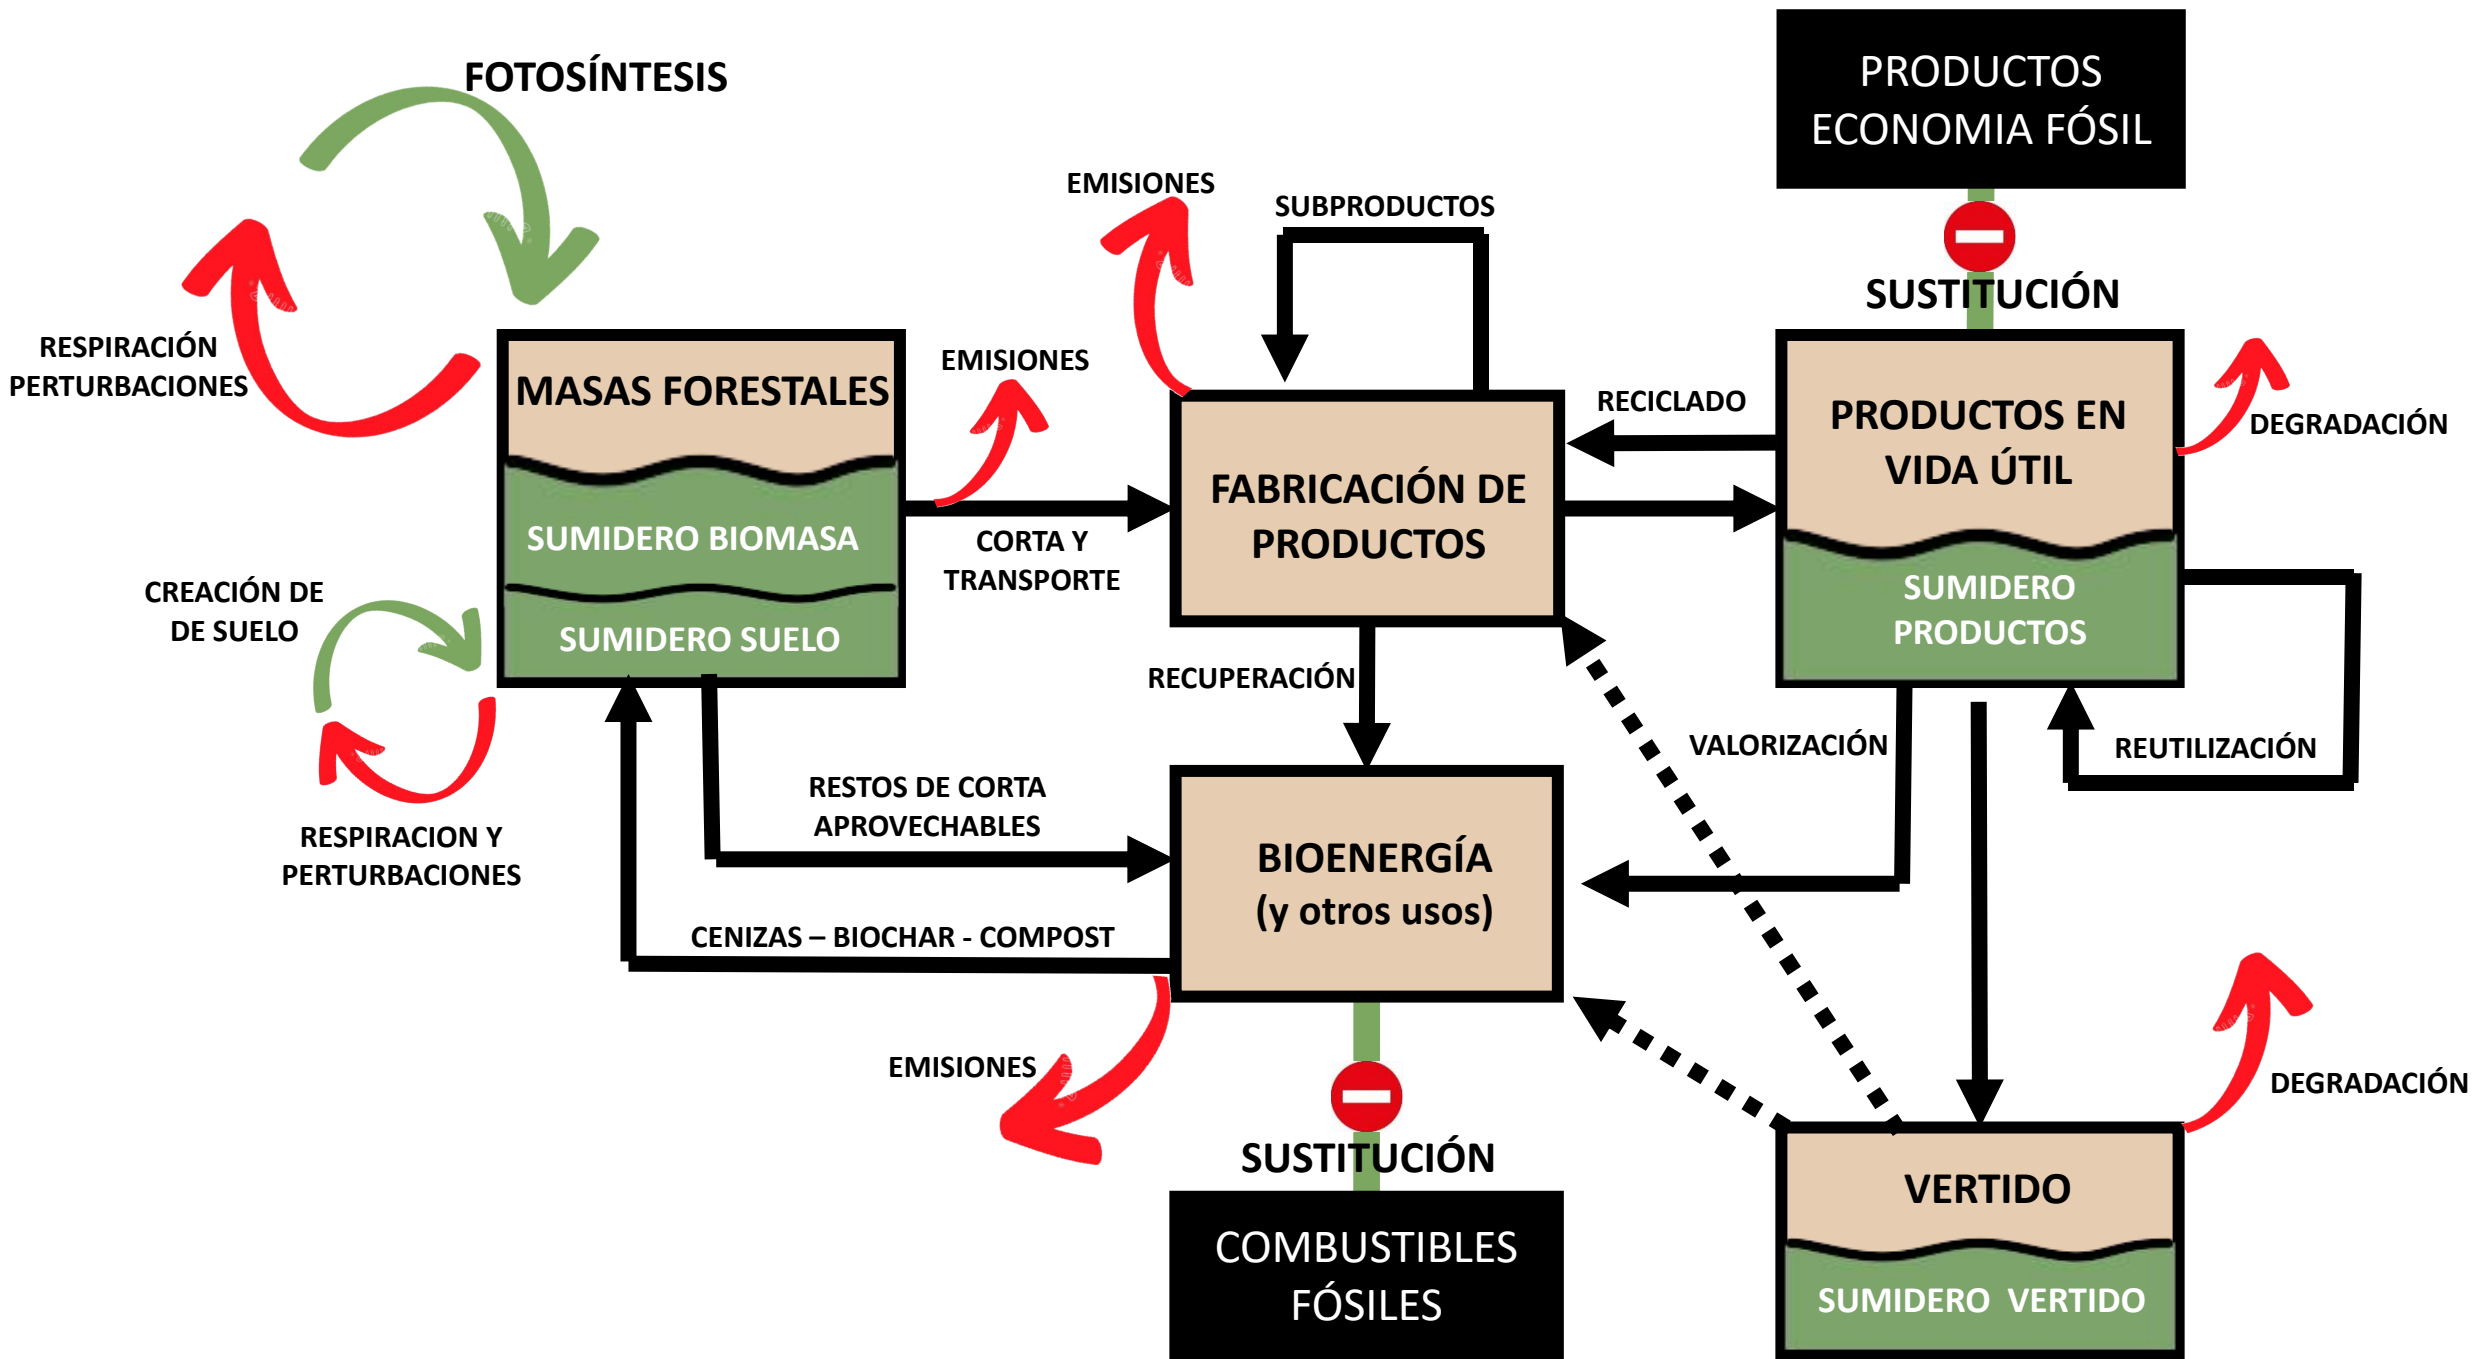 FOTOSÍNTESIS
PRODUCTOS
ECONOMIA FÓSIL
EMISIONES
SUBPRODUCTOS
SUSTITUCIÓN
RESPIRACIÓN
PERTURBACIONES
MASAS FORESTALES
EMISIONES
RECICLADO
PRODUCTOS EN
VIDA ÚTIL
DEGRADACIÓN
FABRICACIÓN DE
PRODUCTOS
SUMIDERO BIOMASA
CORTA Y
TRANSPORTE
CREACIÓN DE
DE SUELO
SUMIDERO SUELO
SUMIDERO
PRODUCTOS
RECUPERACIÓN
VALORIZACIÓN
REUTILIZACIÓN
RESTOS DE CORTA
APROVECHABLES
RESPIRACION Y
PERTURBACIONES
BIOENERGÍA
(y otros usos)
CENIZAS – BIOCHAR - COMPOST
EMISIONES
DEGRADACIÓN
SUSTITUCIÓN
VERTIDO
COMBUSTIBLES
FÓSILES
SUMIDERO  VERTIDO